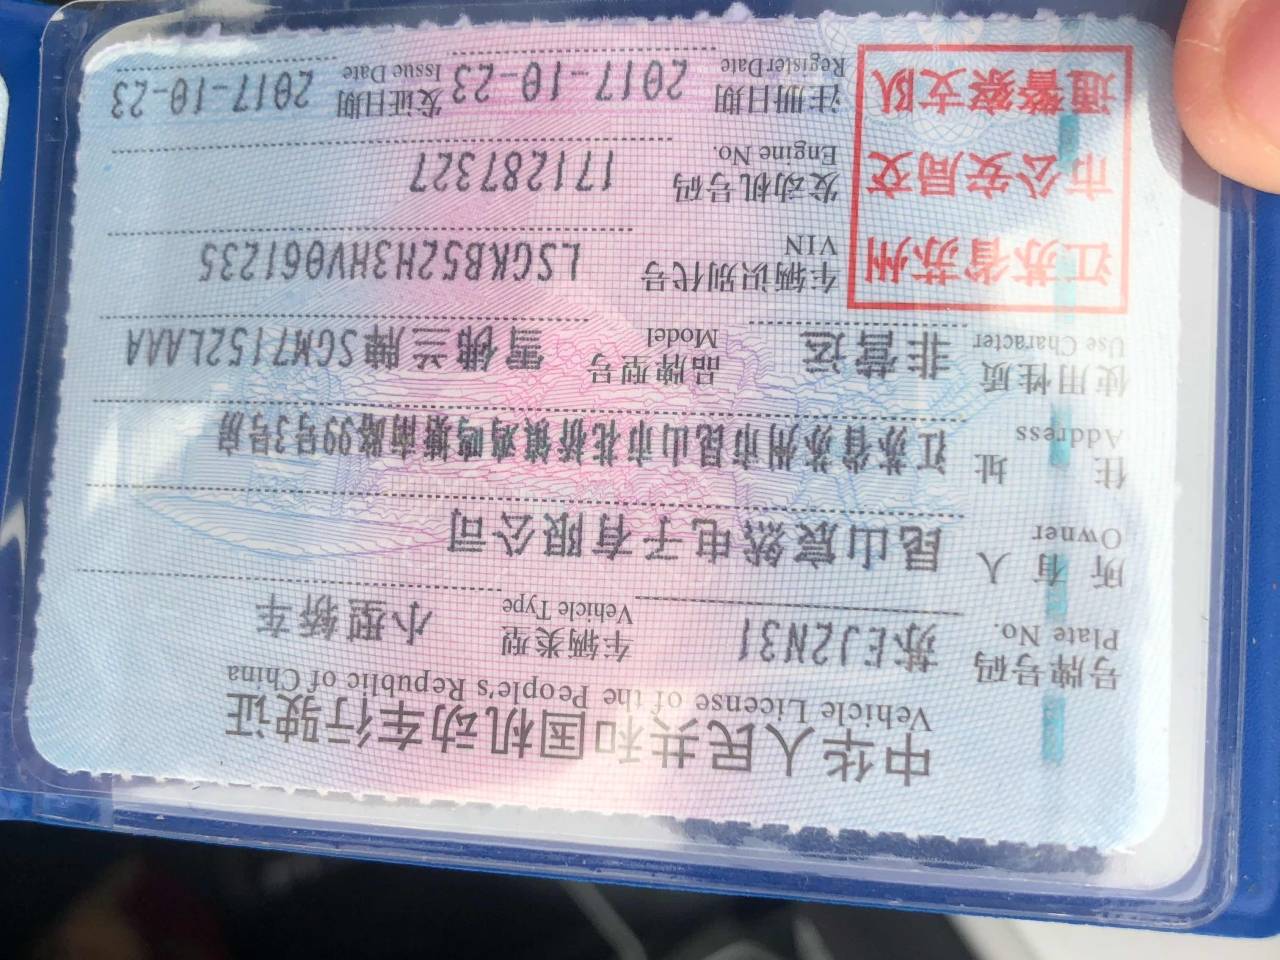 中华人民共和国机动车行驶证
Vehicle License of the People's Republic of China
号牌号码 Plate No. 苏EJ2N31 车辆类型 Vehicle Type 小型轿车
所有人 Owner 昆山宸然电子有限公司
住址 Address 江苏省苏州市昆山市花桥镇鸡鸣塘南路99号3号房
使用性质 Use Character 非营运 品牌型号 Model 雪佛兰牌SGM7152LAAA
江苏省苏州
市公安局交
通警察支队
车辆识别代号 VIN LSGKB52H3HV061235
发动机号码 Engine No. 171287327
注册日期 Register Date 2017-10-23 发证日期 Issue Date 2017-10-23